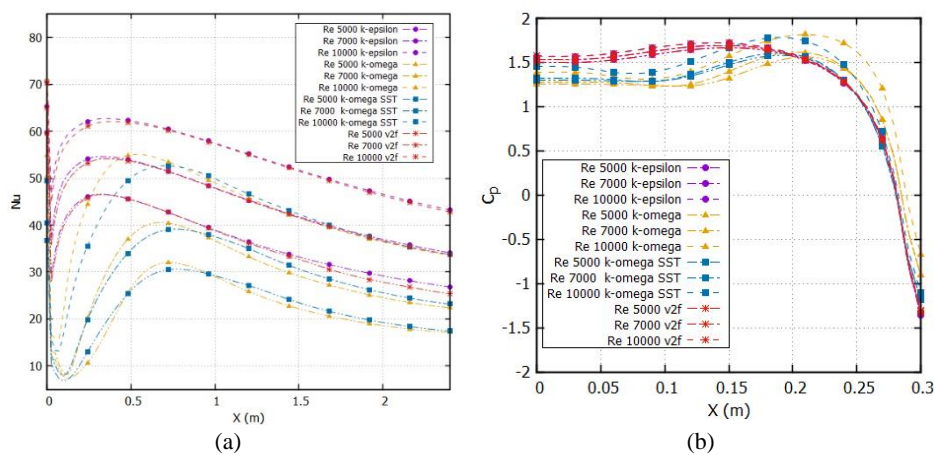 80
70
60
50
40
30
20
10
Nu
0
0.5
1
1.5
2
X (m)
Re 5000 k-epsilon
Re 7000 k-epsilon
Re 10000 k-epsilon
Re 5000 k-omega
Re 7000 k-omega
Re 10000 k-omega
Re 5000 k-omega SST
Re 7000 k-omega SST
Re 10000 k-omega SST
Re 5000 v2f
Re 7000 v2f
Re 10000 v2f
(a)
2
1.5
1
0.5
0
-0.5
-1
-1.5
-2
Cp
0
0.05
0.1
0.15
0.2
0.25
0.3
X (m)
Re 5000 k-epsilon
Re 7000 k-epsilon
Re 10000 k-epsilon
Re 5000 k-omega
Re 7000 k-omega
Re 10000 k-omega
Re 5000 k-omega SST
Re 7000 k-omega SST
Re 10000 k-omega SST
Re 5000 v2f
Re 7000 v2f
Re 10000 v2f
(b)